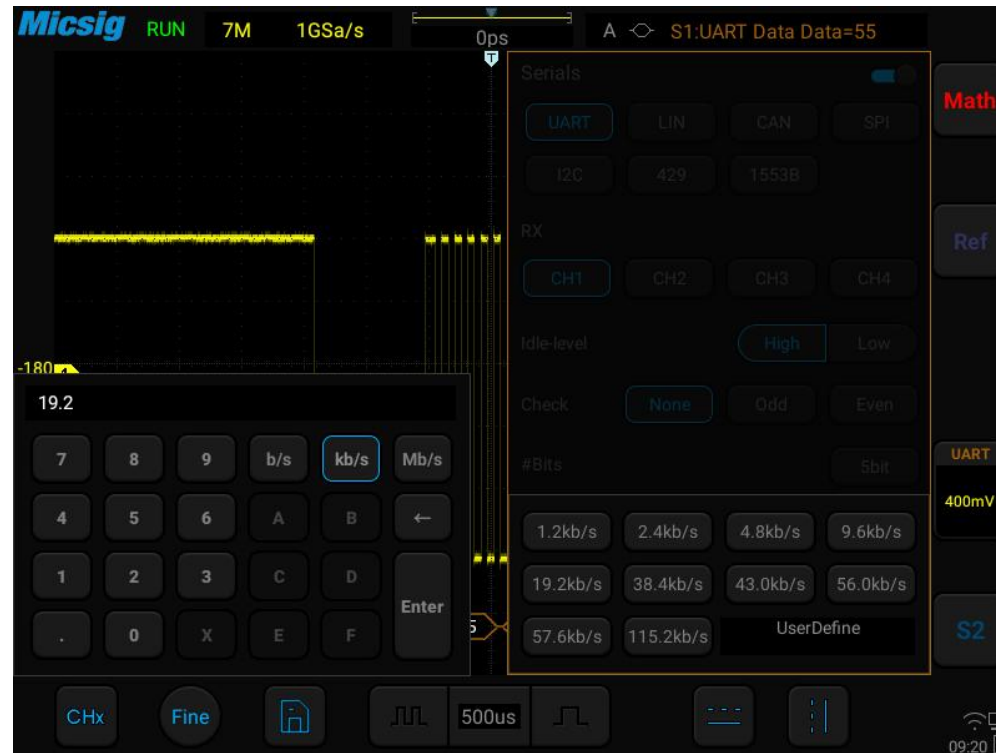 Micsig RUN 7M 1GSa/s 0ps A S1:UART Data Data=55
T
Serials
UART LIN CAN SPI
I2C 429 1553B
Math
RX
CH1 CH2 CH3 CH4
Ref
Idle-level High Low
-180
Check None Odd Even
#Bits 5bit
19.2
7 8 9 b/s kb/s Mb/s
4 5 6 A B ←
1 2 3 C D Enter
. 0 X E F
5
1.2kb/s 2.4kb/s 4.8kb/s 9.6kb/s
19.2kb/s 38.4kb/s 43.0kb/s 56.0kb/s
57.6kb/s 115.2kb/s UserDefine
UART
400mV
S2
CHx Fine 500us
09:20